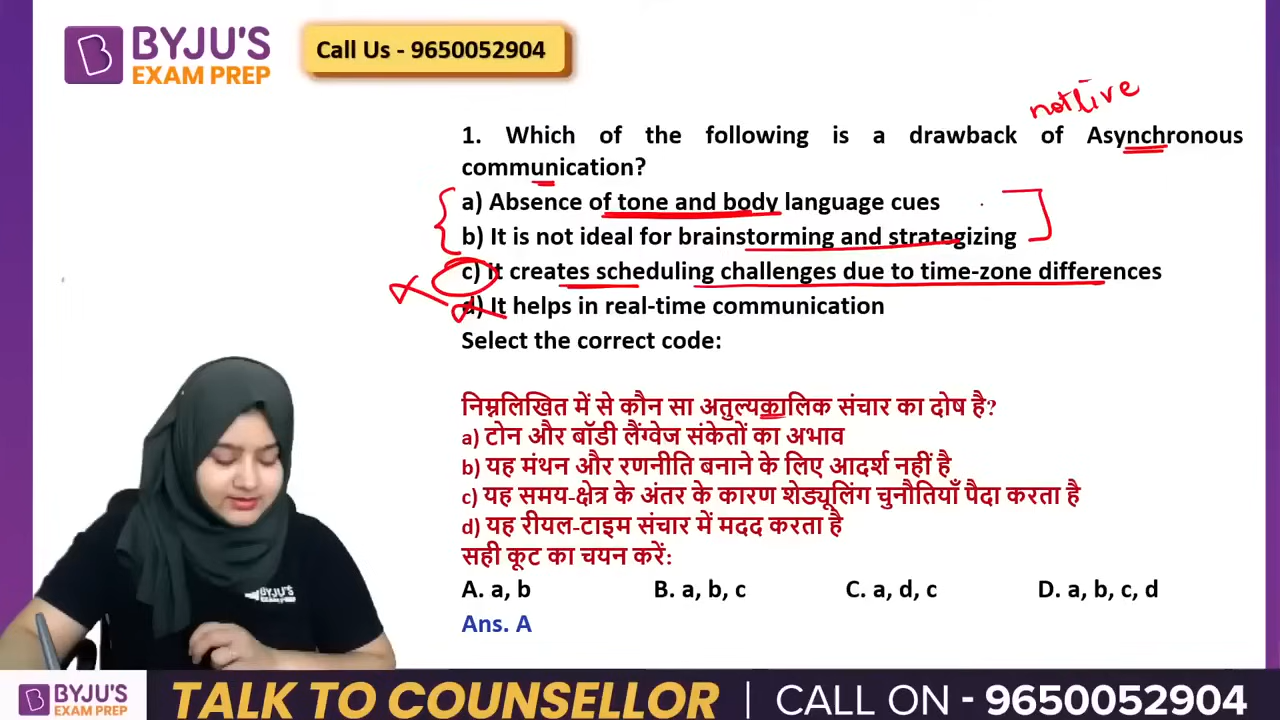 BYJU'S
EXAM PREP
Call Us - 9650052904
not live
1. Which of the following is a drawback of Asynchronous
communication?
a) Absence of tone and body language cues
b) It is not ideal for brainstorming and strategizing
c) It creates scheduling challenges due to time-zone differences
d) It helps in real-time communication
Select the correct code:
निम्नलिखित में से कौन सा अतुल्यकालिक संचार का दोष है?
a) टोन और बॉडी लैंग्वेज संकेतों का अभाव
b) यह मंथन और रणनीति बनाने के लिए आदर्श नहीं है
c) यह समय-क्षेत्र के अंतर के कारण शेड्यूलिंग चुनौतियाँ पैदा करता है
d) यह रीयल-टाइम संचार में मदद करता है
सही कूट का चयन करें:
A. a, b B. a, b, c C. a, d, c D. a, b, c, d
Ans. A
BYJU'S
BYJU'S
EXAM PREP
TALK TO COUNSELLOR CALL ON - 9650052904